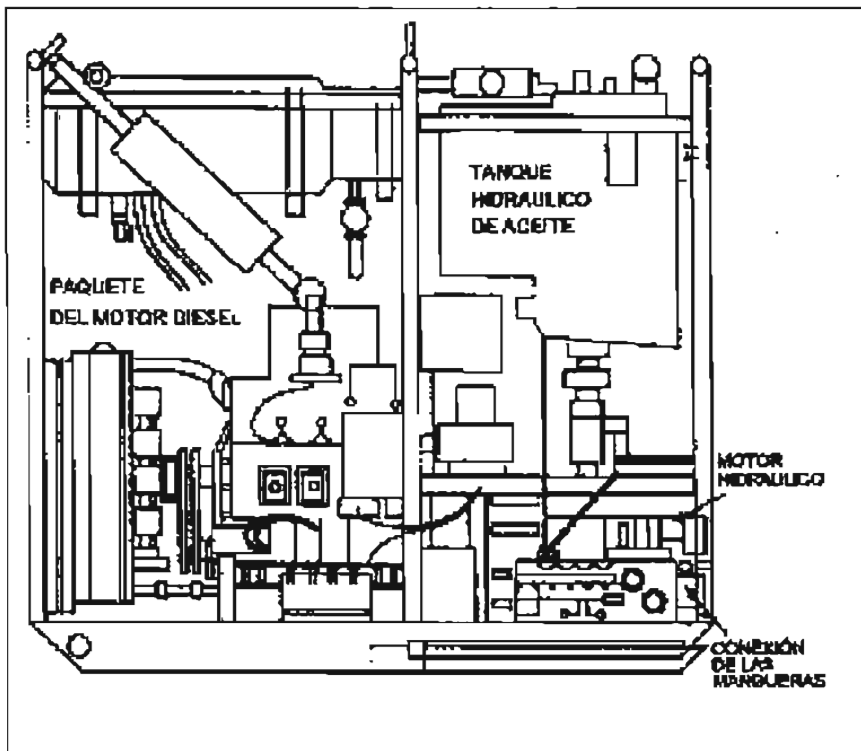 TANQUE
HIDRAULICO
DE ACEITE
PAQUETE
DEL MOTOR DIESEL
MOTOR
HIDRAULICO
CONEXIÓN
DE LAS
MANGUERAS